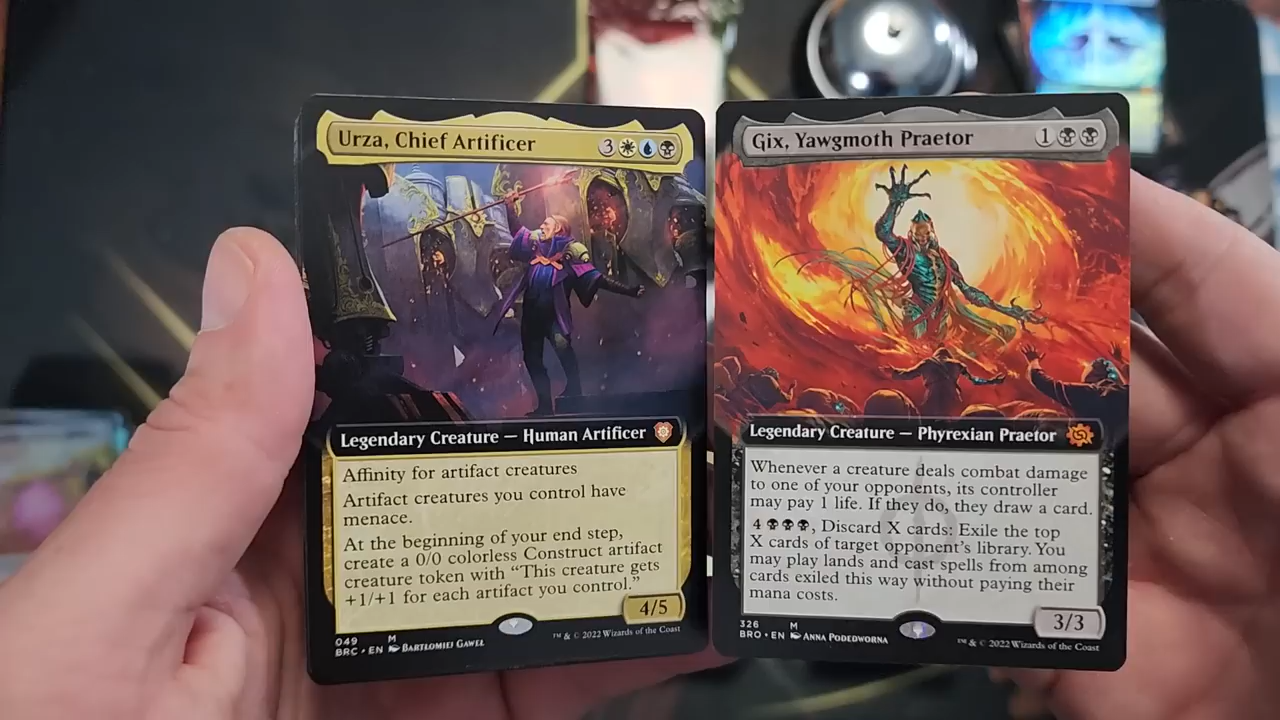 Urza, Chief Artificer
3
Legendary Creature — Human Artificer
Affinity for artifact creatures
Artifact creatures you control have
menace.
At the beginning of your end step,
create a 0/0 colorless Construct artifact
creature token with “This creature gets
+1/+1 for each artifact you control.”
4/5
049 M
BRC • EN Bartłomiej Gaweł
™ & © 2022 Wizards of the Coast
Gix, Yawgmoth Praetor
1
Legendary Creature — Phyrexian Praetor
Whenever a creature deals combat damage
to one of your opponents, its controller
may pay 1 life. If they do, they draw a card.
4, Discard X cards: Exile the top
X cards of target opponent’s library. You
may play lands and cast spells from among
cards exiled this way without paying their
mana costs.
3/3
326 M
BRO • EN Anna Podedworna
™ & © 2022 Wizards of the Coast